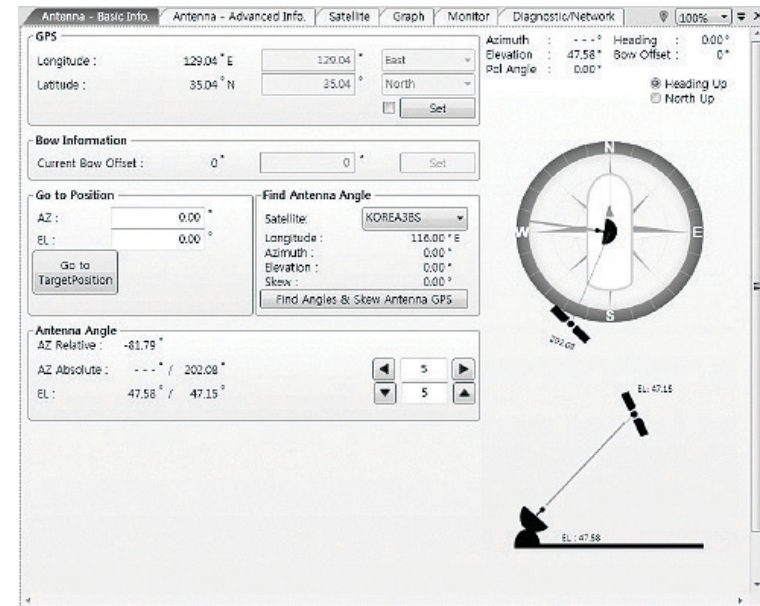 Antenna - Basic Info. Antenna - Advanced Info. Satellite Graph Monitor Diagnostic/Network 100%
GPS
Longitude : 129.04 ° E 129.04 ° East
Latitude : 35.04 ° N 35.04 ° North
Set
Bow Information
Current Bow Offset : 0 ° 0 ° Set
Go to Position
AZ : 0.00 °
EL : 0.00 °
Go to
TargetPosition
Find Antenna Angle
Satellite: KOREA3BS
Longitude : 116.00 ° E
Azimuth : 0.00 °
Elevation : 0.00 °
Skew : 0.00 °
Find Angles & Skew Antenna GPS
Antenna Angle
AZ Relative : -81.79 °
AZ Absolute : ---° / 202.08 ° 5
EL : 47.58 ° / 47.15 ° 5
Azimuth : ---° Heading : 0.00°
Elevation : 47.58° Bow Offset : 0°
Pol Angle : 0.00°
Heading Up
North Up
N
W
E
S
202.08
EL: 47.15
EL : 47.58